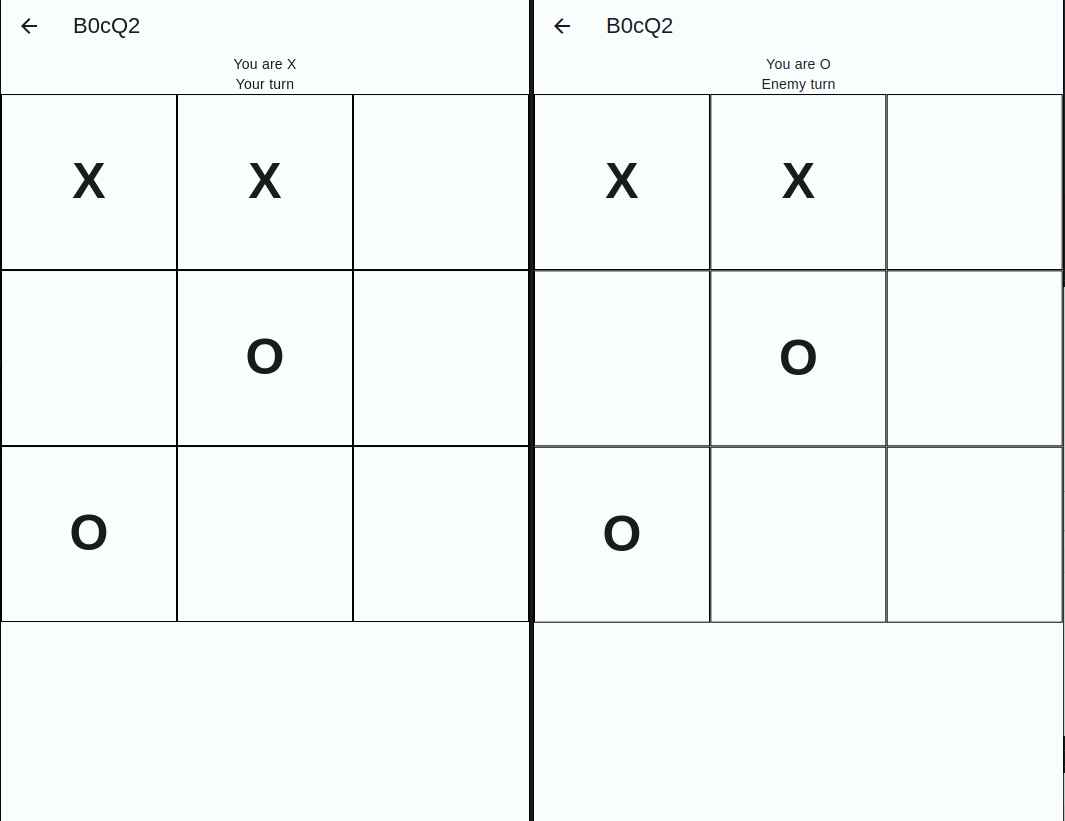 B0cQ2
You are X
Your turn
X X
O
O
B0cQ2
You are O
Enemy turn
X X
O
O